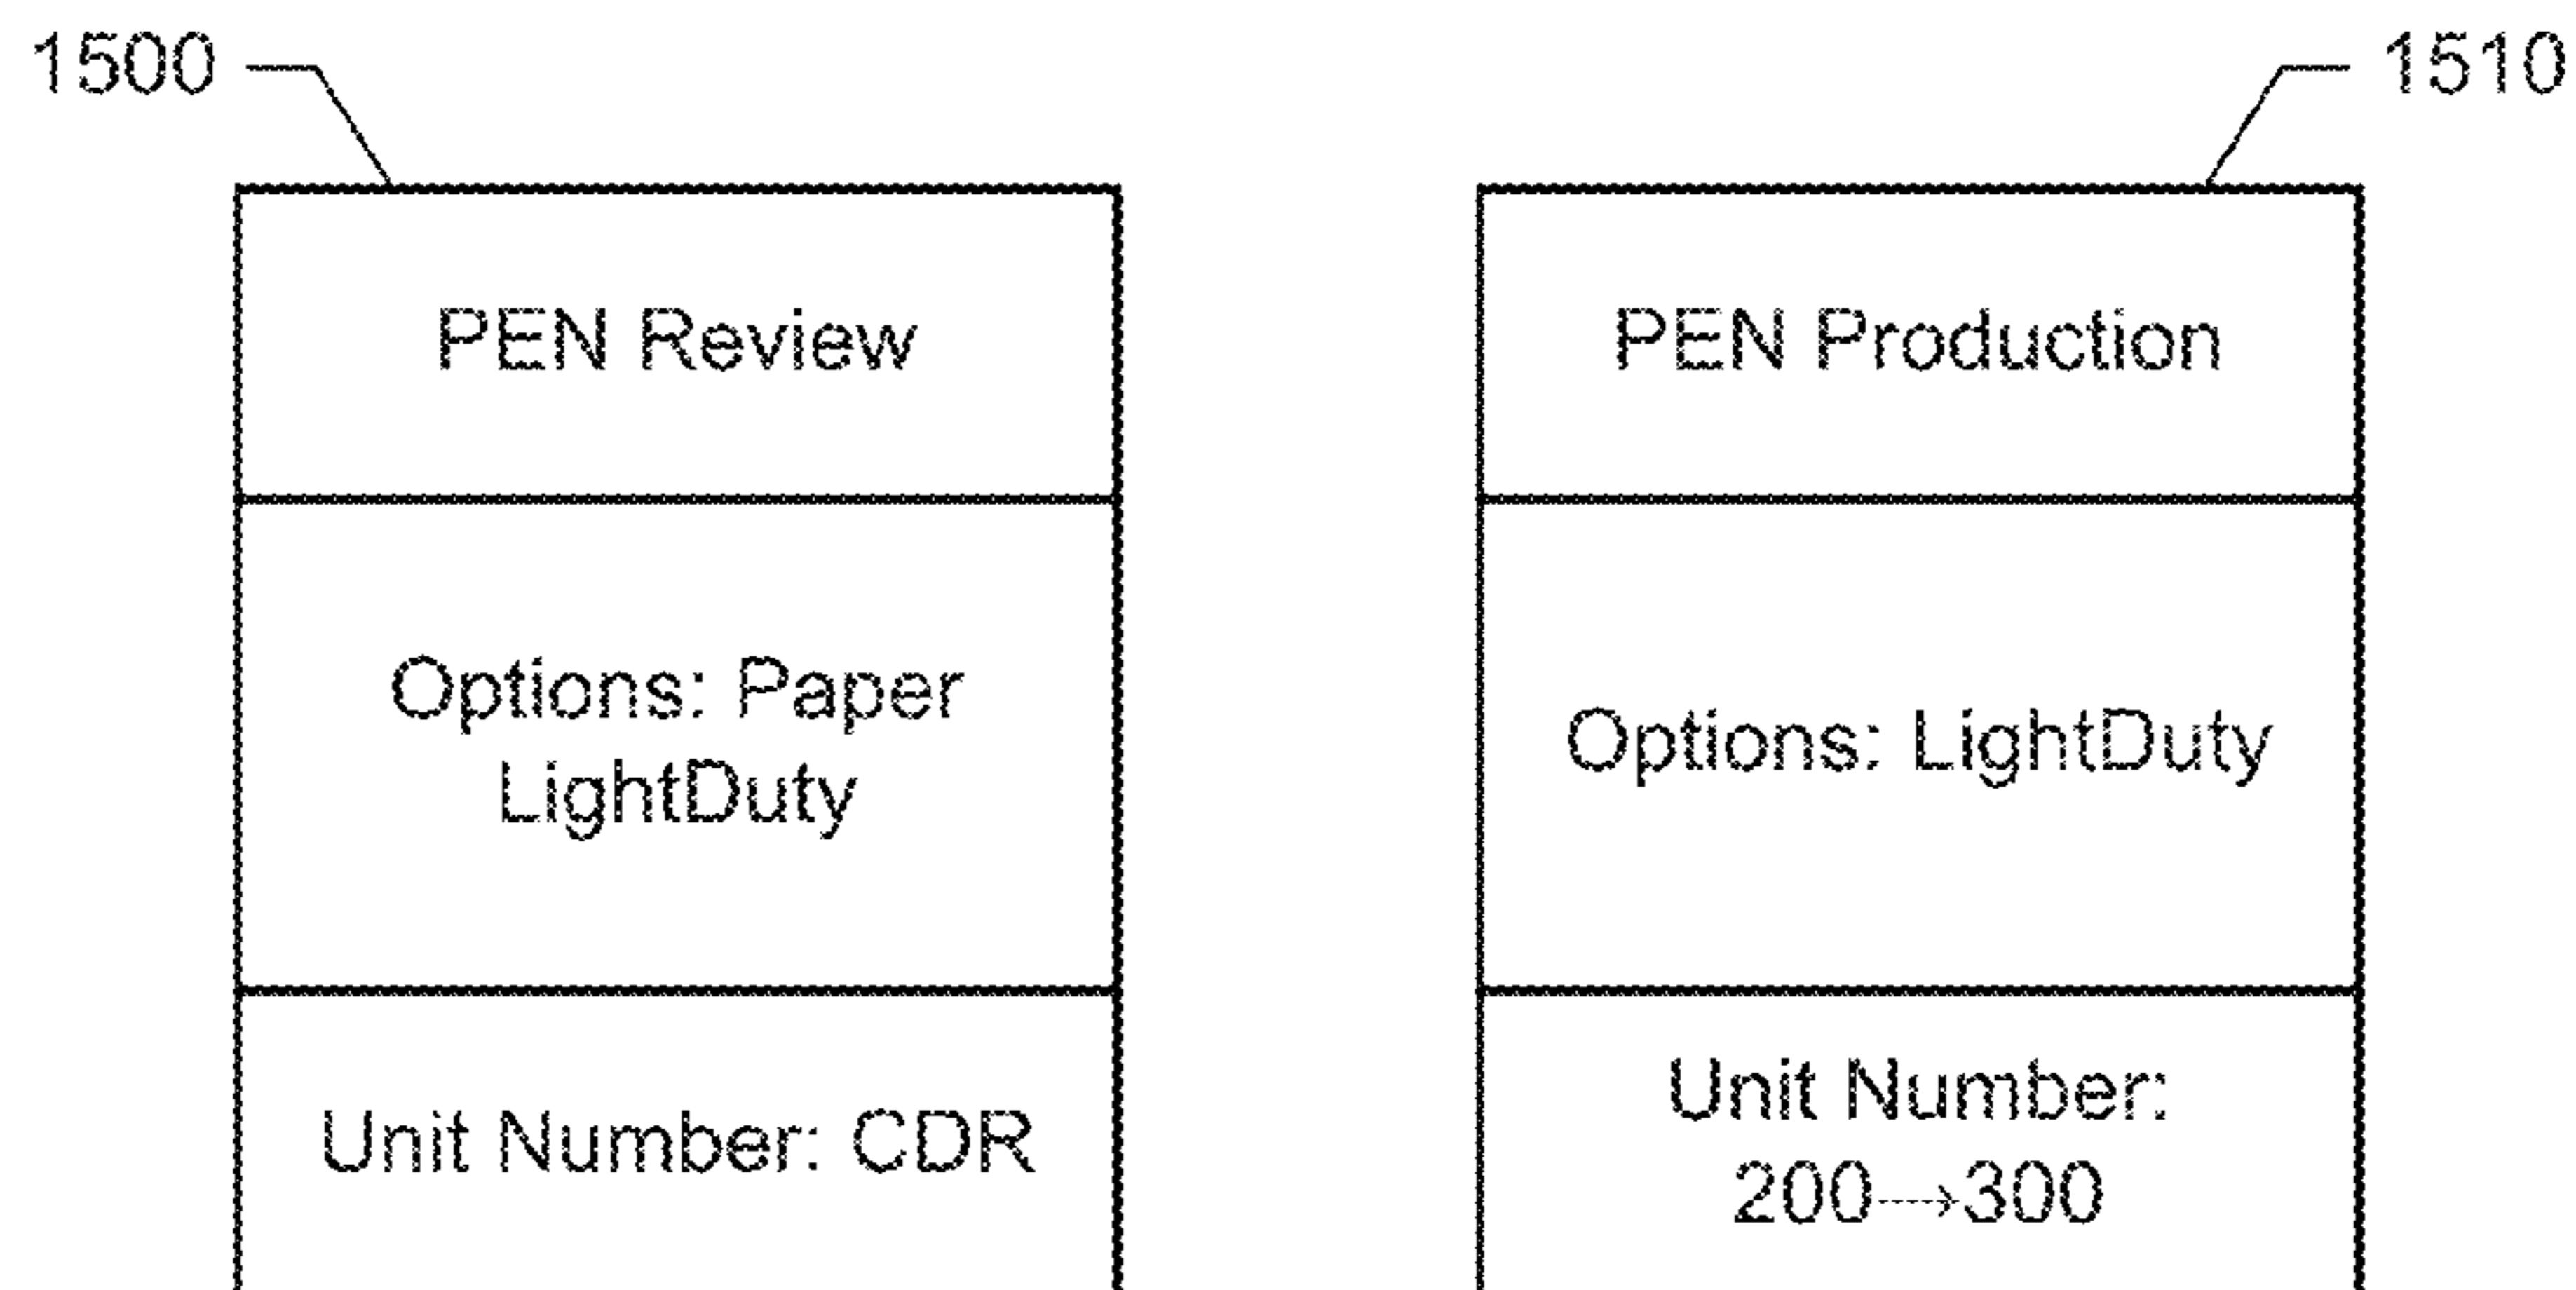 1500
1510
PEN Review
PEN Production
Options: Paper
LightDuty
Options: LightDuty
Unit Number: CDR
Unit Number:
200→300